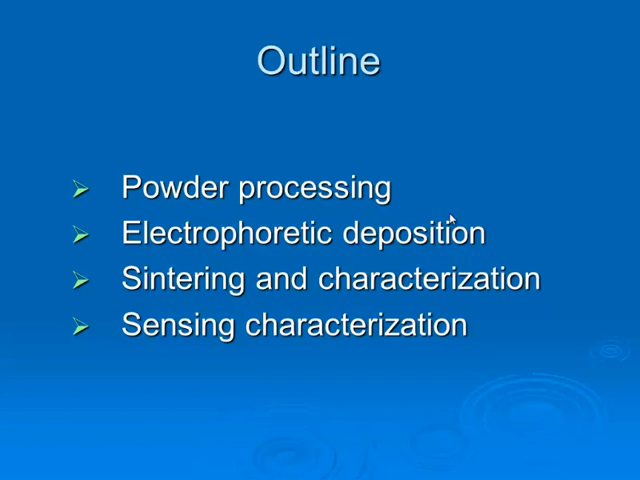 Outline
Powder processing
Electrophoretic deposition
Sintering and characterization
Sensing characterization